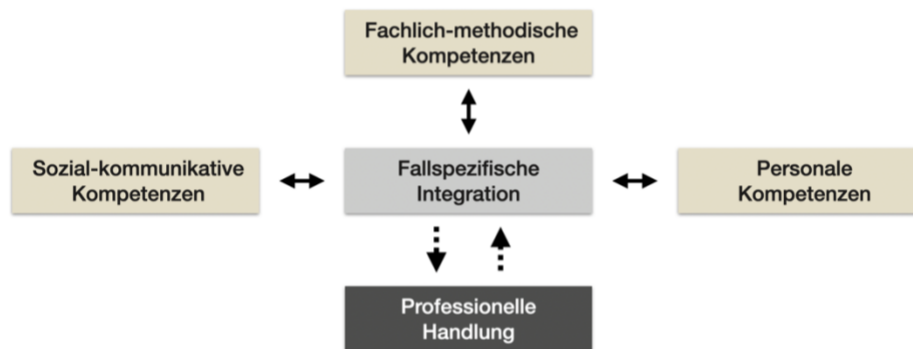 Fachlich-methodische
Kompetenzen
Sozial-kommunikative
Kompetenzen
Fallspezifische
Integration
Personale
Kompetenzen
Professionelle
Handlung